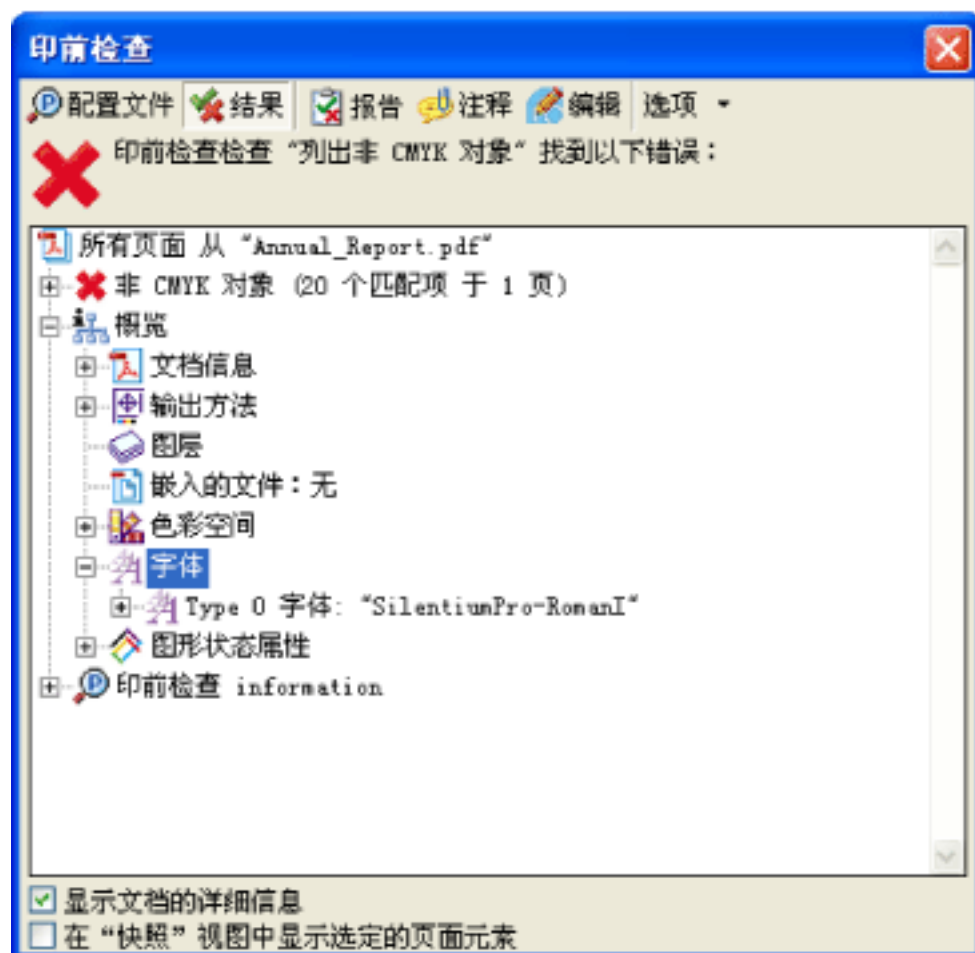 印前检查
配置文件 结果 报告 注释 编辑 选项
印前检查检查 “列出非 CMYK 对象” 找到以下错误：
所有页面 从 “Annual_Report.pdf”
非 CMYK 对象 (20 个匹配项 于 1 页)
概览
文档信息
输出方法
图层
嵌入的文件：无
色彩空间
字体
Type 0 字体: “SilentiumPro-RomanI”
图形状态属性
印前检查 information
显示文档的详细信息
在“快照”视图中显示选定的页面元素